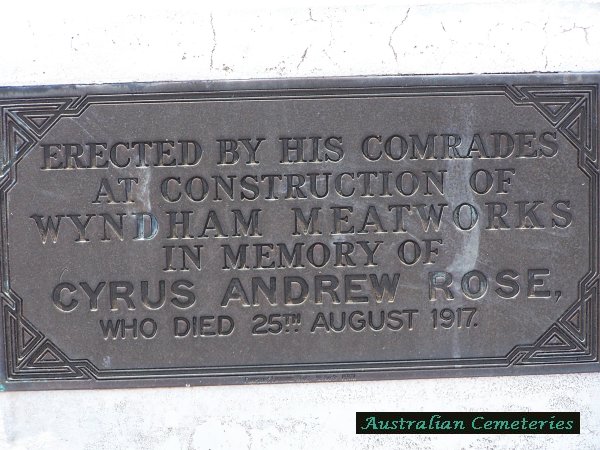 ERECTED BY HIS COMRADES
AT CONSTRUCTION OF
WYNDHAM MEATWORKS
IN MEMORY OF
CYRUS ANDREW ROSE,
WHO DIED 25TH AUGUST 1917.
Australian Cemeteries